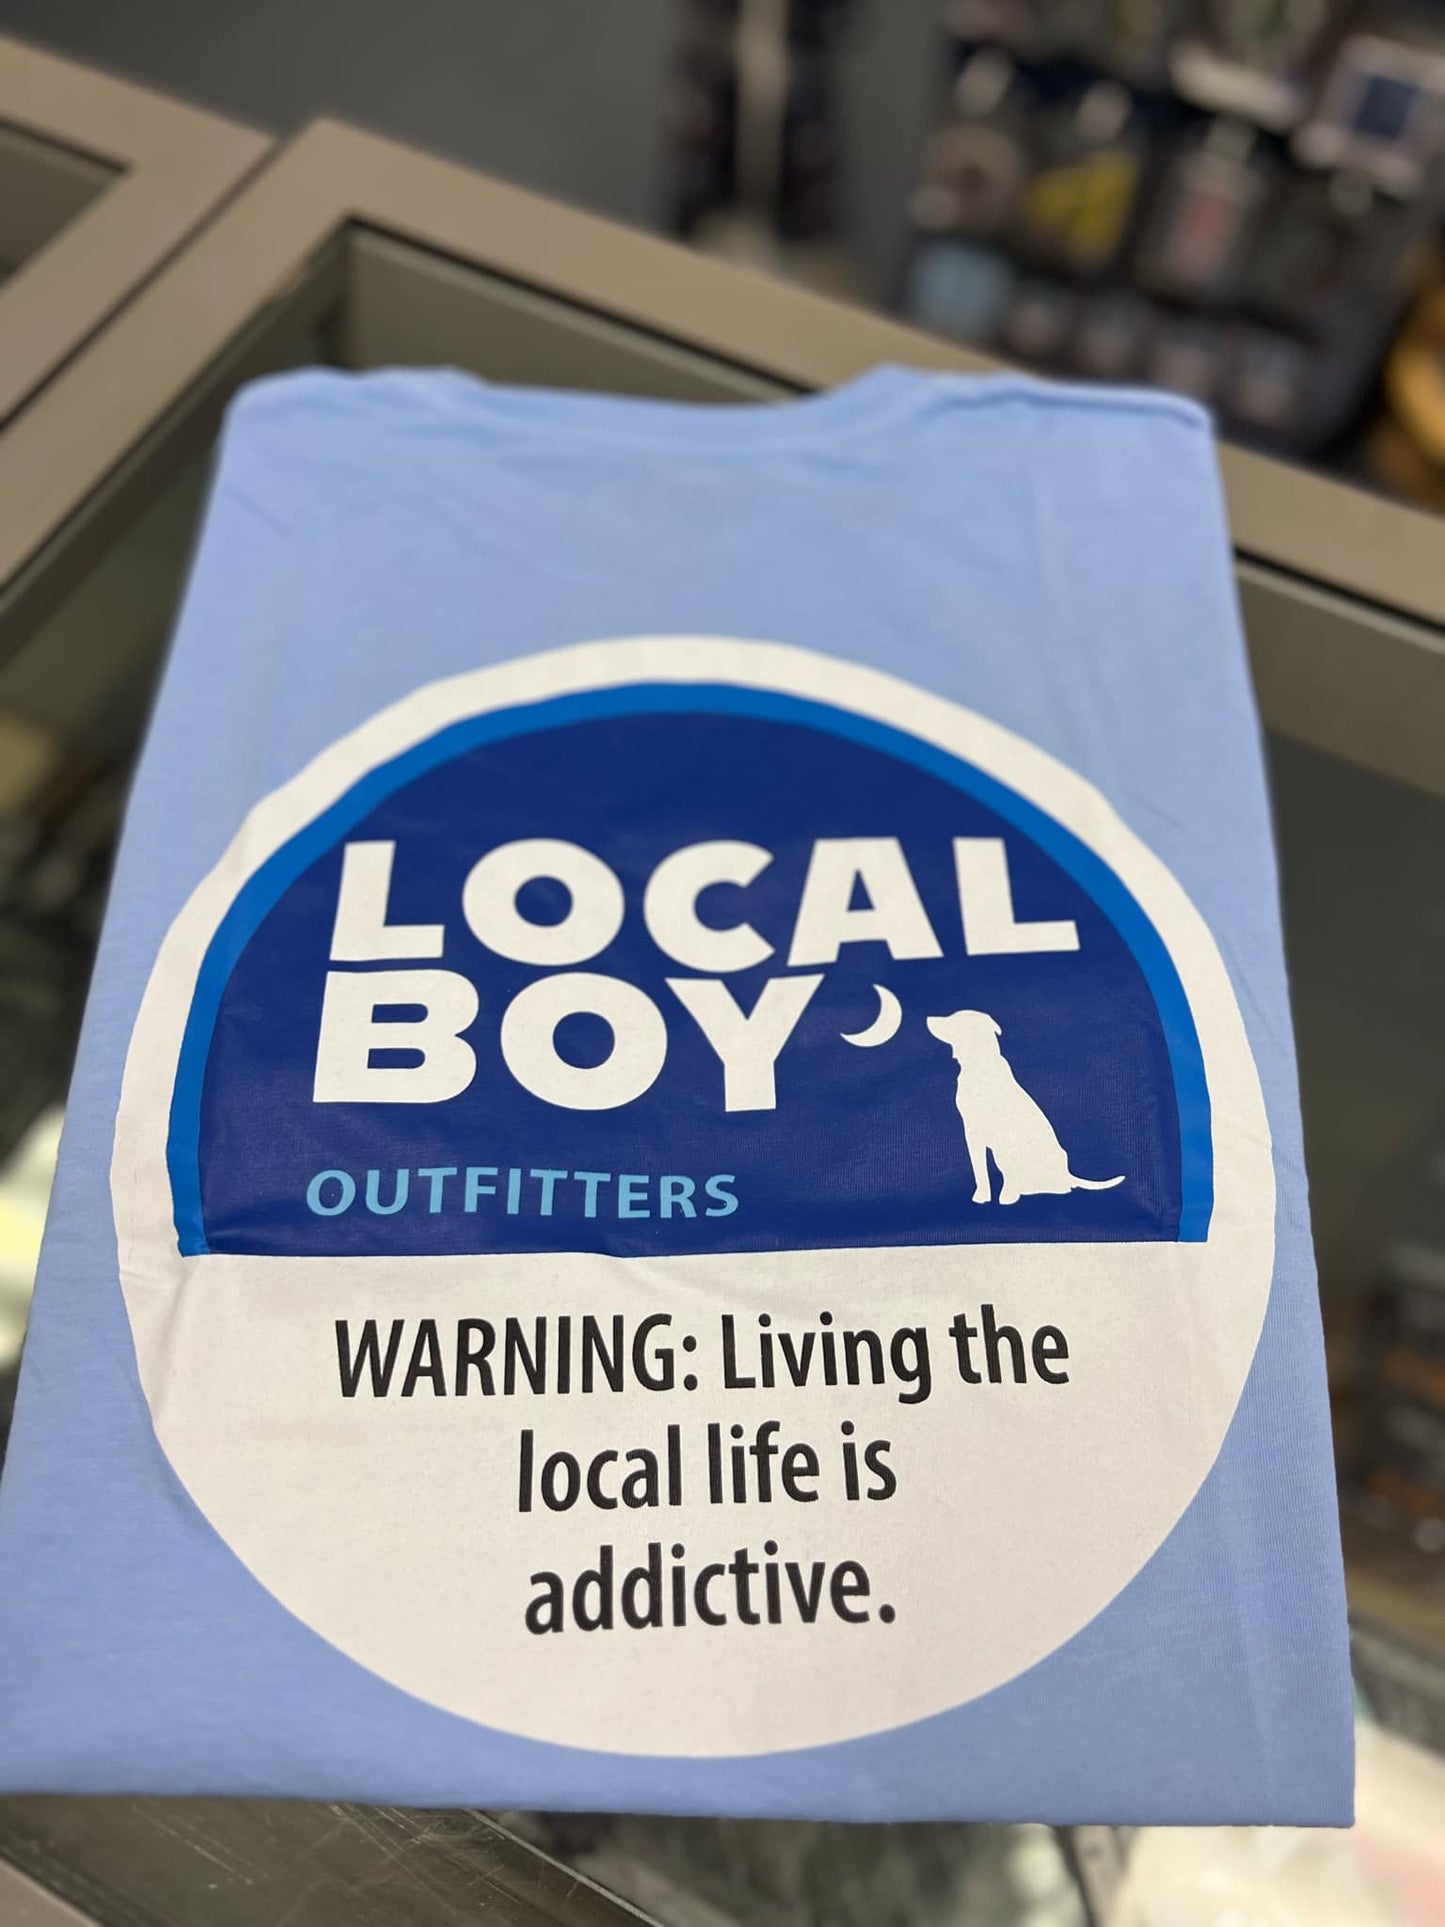 LOCAL
BOY
OUTFITTERS
WARNING: Living the
local life is
addictive.